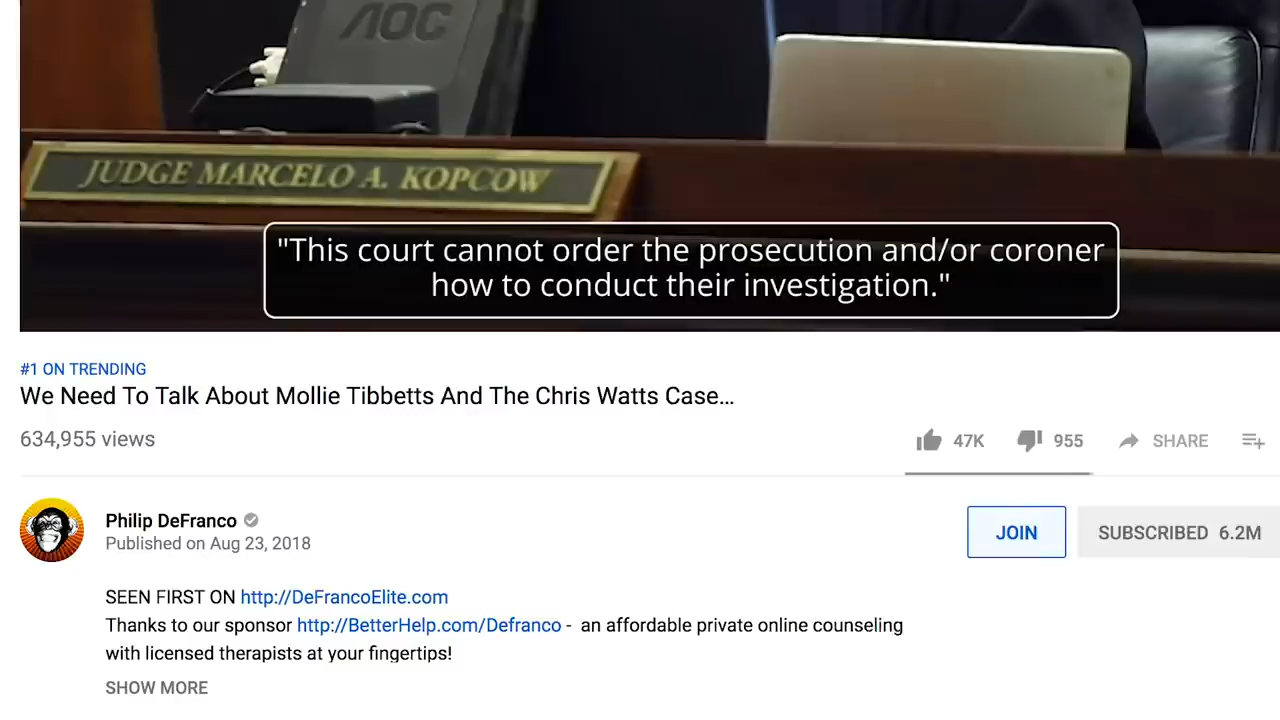 AOC
JUDGE MARCELO A. KOPCOW
"This court cannot order the prosecution and/or coroner
how to conduct their investigation."
#1 ON TRENDING
We Need To Talk About Mollie Tibbetts And The Chris Watts Case...
634,955 views
47K
955
SHARE
Philip DeFranco
Published on Aug 23, 2018
JOIN
SUBSCRIBED 6.2M
SEEN FIRST ON http://DeFrancoElite.com
Thanks to our sponsor http://BetterHelp.com/Defranco - an affordable private online counseling
with licensed therapists at your fingertips!
SHOW MORE